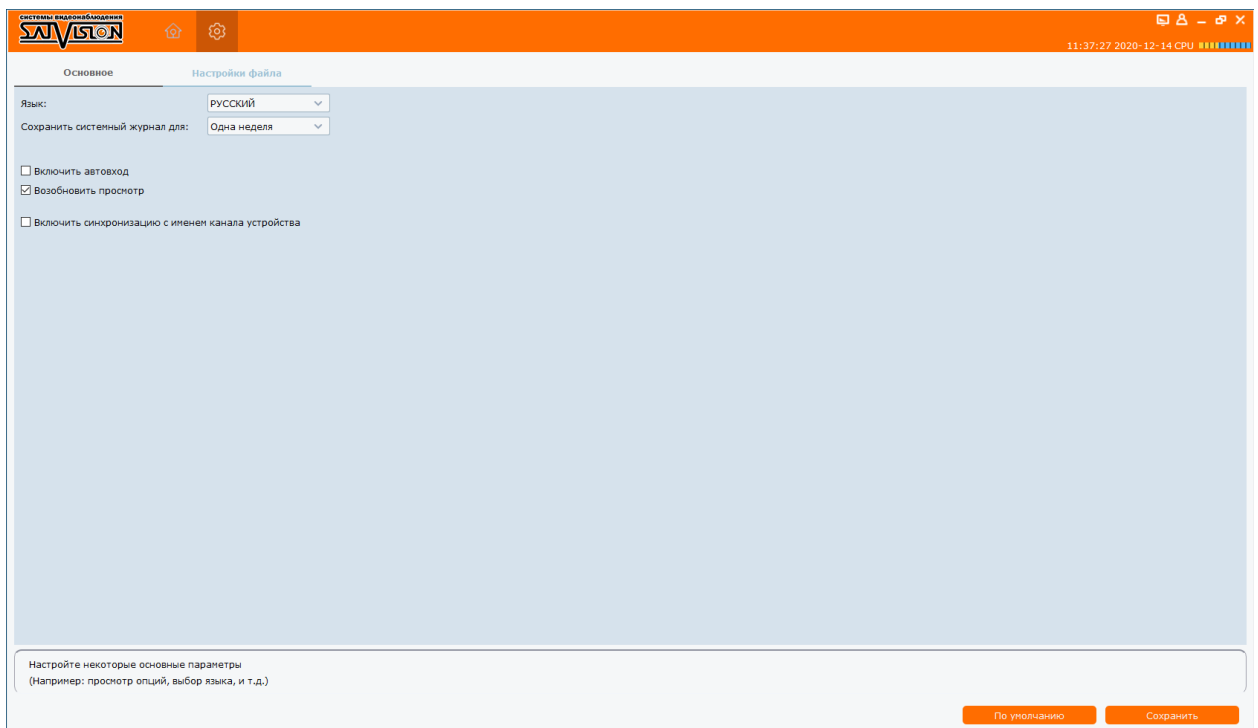 системы видеонаблюдения
SATVISION
11:37:27 2020-12-14 CPU
Основное
Настройки файла
Язык:
РУССКИЙ
Сохранить системный журнал для:
Одна неделя
Включить автовход
Возобновить просмотр
Включить синхронизацию с именем канала устройства
Настройте некоторые основные параметры
(Например: просмотр опций, выбор языка, и т.д.)
По умолчанию
Сохранить